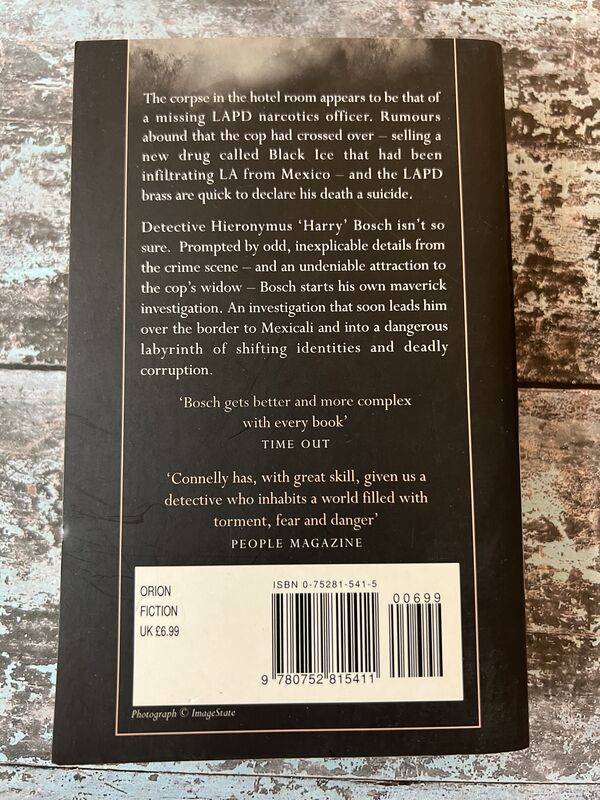 The corpse in the hotel room appears to be that of
a missing LAPD narcotics officer. Rumours
abound that the cop had crossed over – selling a
new drug called Black Ice that had been
infiltrating LA from Mexico – and the LAPD
brass are quick to declare his death a suicide.
Detective Hieronymus ‘Harry’ Bosch isn’t so
sure. Prompted by odd, inexplicable details from
the crime scene – and an undeniable attraction to
the cop’s widow – Bosch starts his own maverick
investigation. An investigation that soon leads him
over the border to Mexicali and into a dangerous
labyrinth of shifting identities and deadly
corruption.
‘Bosch gets better and more complex
with every book’
TIME OUT
‘Connelly has, with great skill, given us a
detective who inhabits a world filled with
torment, fear and danger’
PEOPLE MAGAZINE
ORION
FICTION
UK £6.99
ISBN 0-75281-541-5
00699
9 780752 815411
Photograph © ImageState